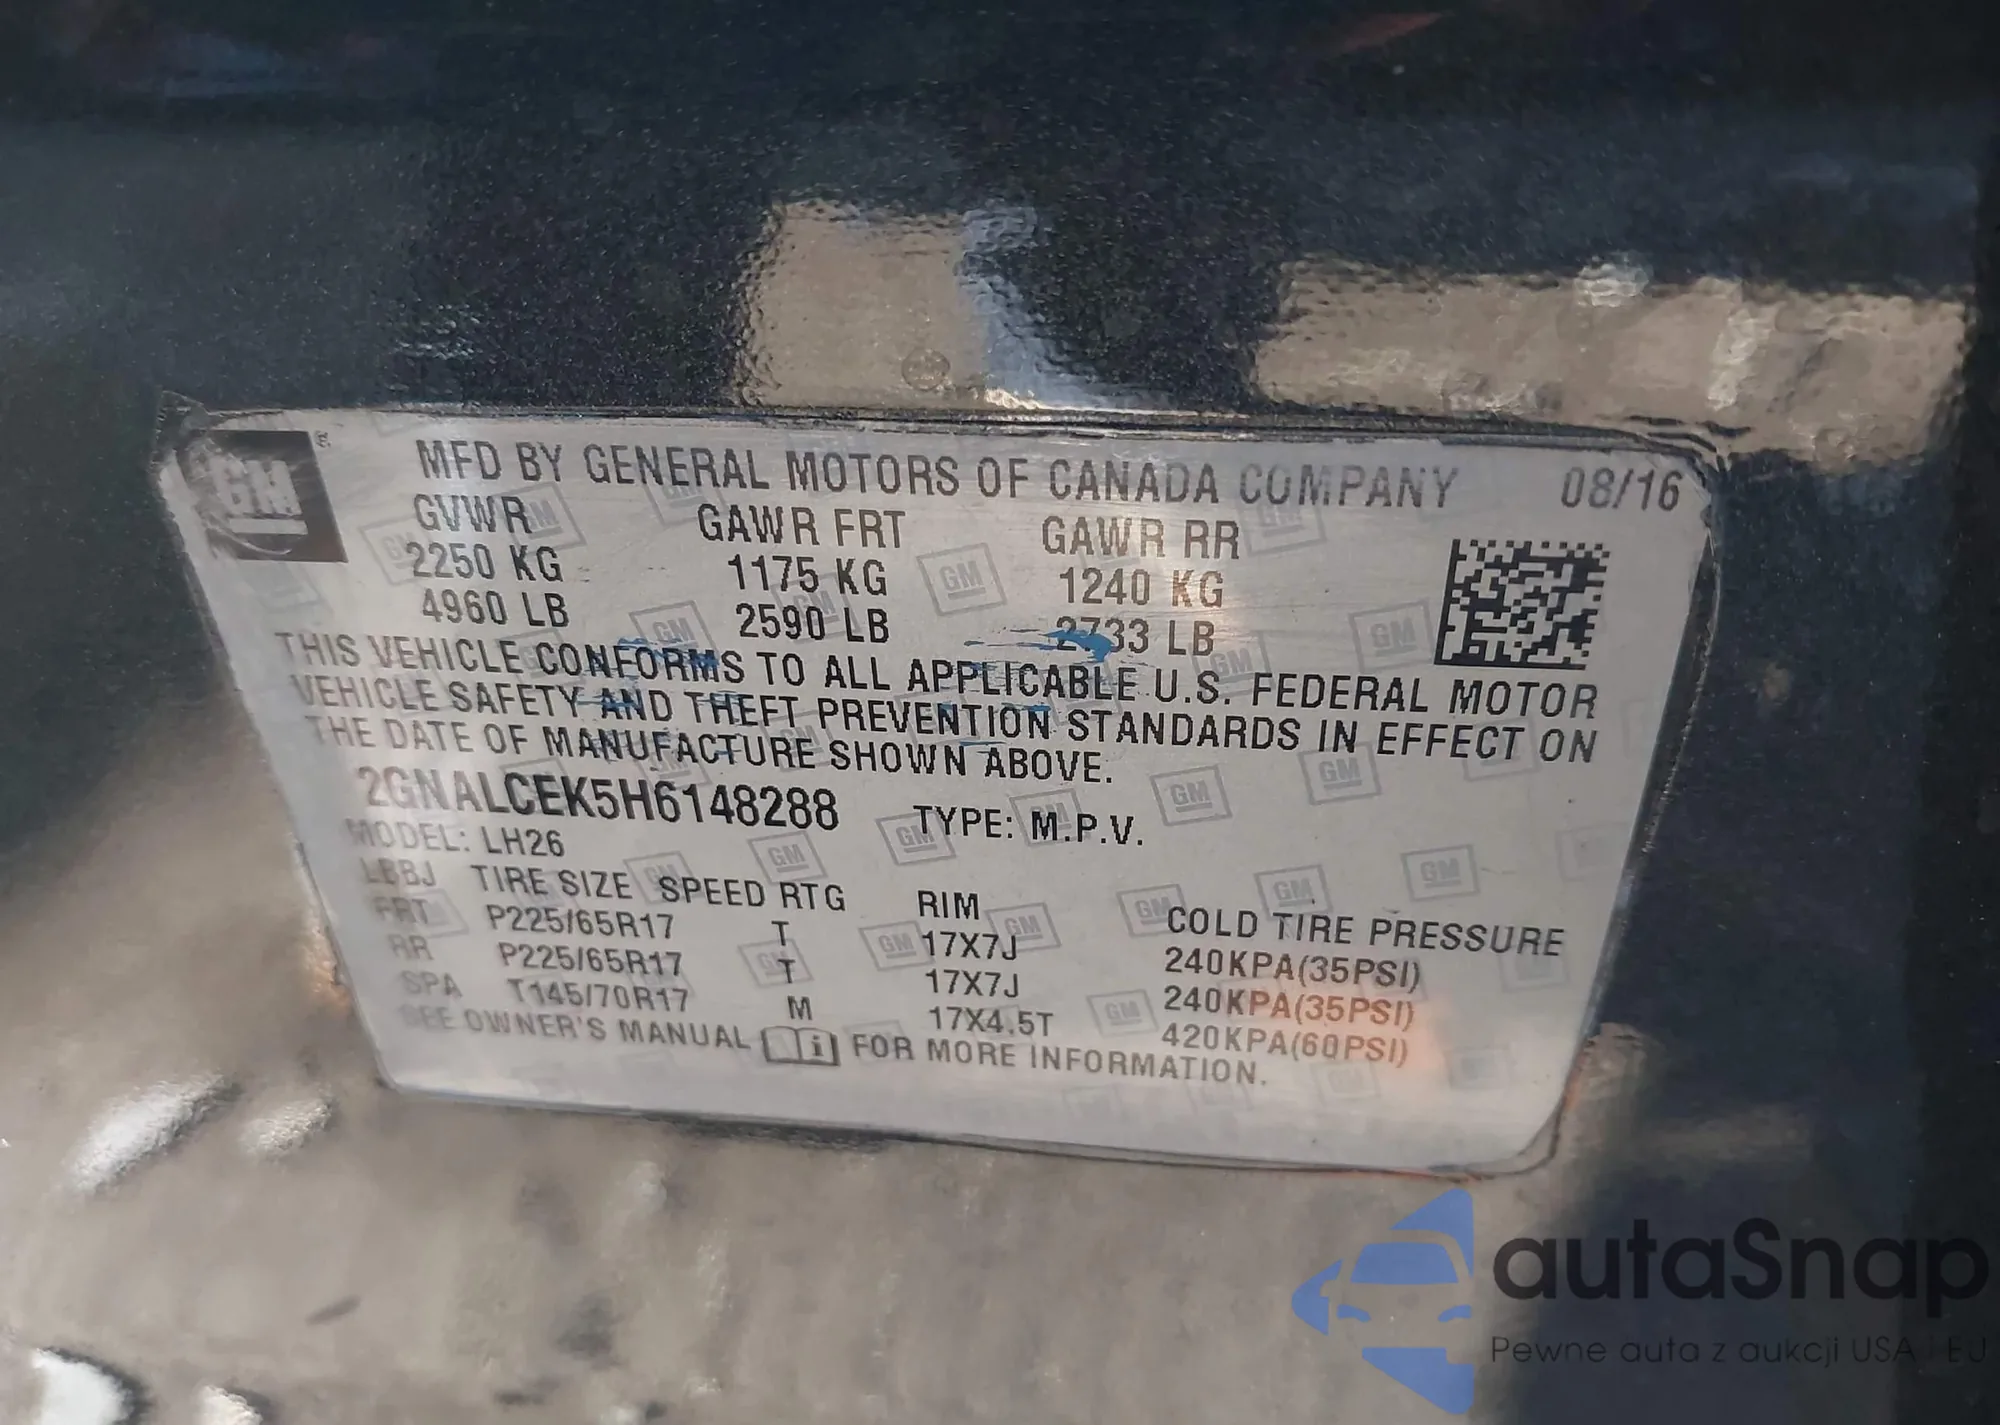 GM
MFD BY GENERAL MOTORS OF CANADA COMPANY 08/16
GVWR GAWR FRT GAWR RR
2250 KG 1175 KG 1240 KG
4960 LB 2590 LB 2733 LB
THIS VEHICLE CONFORMS TO ALL APPLICABLE U.S. FEDERAL MOTOR
VEHICLE SAFETY AND THEFT PREVENTION STANDARDS IN EFFECT ON
THE DATE OF MANUFACTURE SHOWN ABOVE.
2GNALCEK5H6148288 TYPE: M.P.V.
MODEL: LH26
LBBJ TIRE SIZE SPEED RTG RIM COLD TIRE PRESSURE
FRT P225/65R17 T 17X7J 240KPA(35PSI)
RR P225/65R17 T 17X7J 240KPA(35PSI)
SPA T145/70R17 M 17X4.5T 420KPA(60PSI)
SEE OWNER'S MANUAL FOR MORE INFORMATION.
autaSnap
Pewne auta z aukcji USA i EU